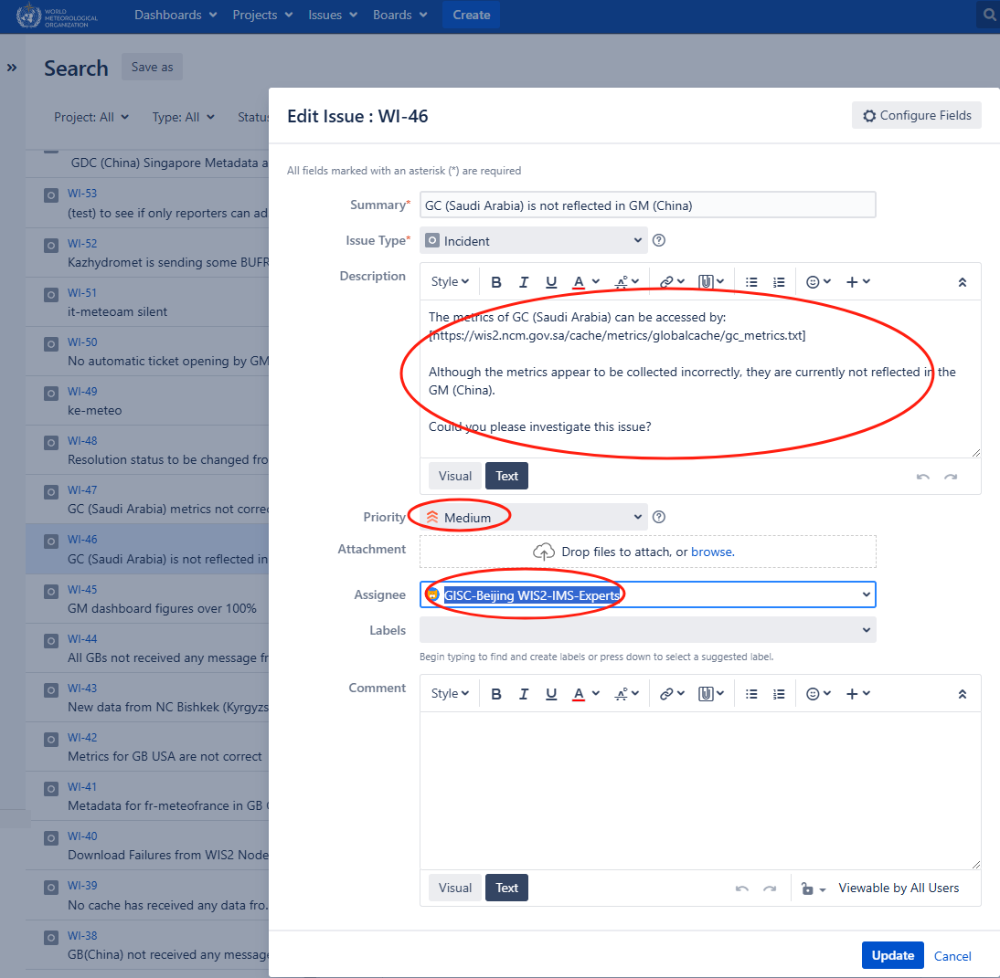 WORLD
METEOROLOGICAL
ORGANIZATION
Dashboards Projects Issues Boards Create
Search Save as
Project: All Type: All Status
GDC (China) Singapore Metadata a
WI-53
(test) to see if only reporters can ad
WI-52
Kazhydromet is sending some BUFR
WI-51
it-meteoam silent
WI-50
No automatic ticket opening by GM
WI-49
ke-meteo
WI-48
Resolution status to be changed fro
WI-47
GC (Saudi Arabia) metrics not corre
WI-46
GC (Saudi Arabia) is not reflected in
WI-45
GM dashboard figures over 100%
WI-44
All GBs not received any message fr
WI-43
New data from NC Bishkek (Kyrgyzs
WI-42
Metrics for GB USA are not correct
WI-41
Metadata for fr-meteofrance in GB C
WI-40
Download Failures from WIS2 Node
WI-39
No cache has received any data fro.
WI-38
GB(China) not received any message
Edit Issue : WI-46
Configure Fields
All fields marked with an asterisk (*) are required
Summary* GC (Saudi Arabia) is not reflected in GM (China)
Issue Type* Incident
Description
Style B I U A
The metrics of GC (Saudi Arabia) can be accessed by:
[https://wis2.ncm.gov.sa/cache/metrics/globalcache/gc_metrics.txt]
Although the metrics appear to be collected incorrectly, they are currently not reflected in the
GM (China).
Could you please investigate this issue?
Visual Text
Priority Medium
Attachment Drop files to attach, or browse.
Assignee GISC-Beijing WIS2-IMS-Experts
Labels
Begin typing to find and create labels or press down to select a suggested label.
Comment
Style B I U A
Visual Text Viewable by All Users
Update Cancel